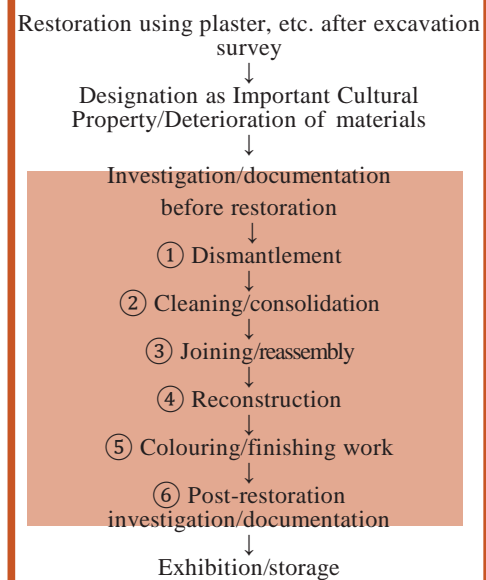 Restoration using plaster, etc. after excavation
survey
↓
Designation as Important Cultural
Property/Deterioration of materials
↓
Investigation/documentation
before restoration
↓
① Dismantlement
↓
② Cleaning/consolidation
↓
③ Joining/reassembly
↓
④ Reconstruction
↓
⑤ Colouring/finishing work
↓
⑥ Post-restoration
investigation/documentation
↓
Exhibition/storage